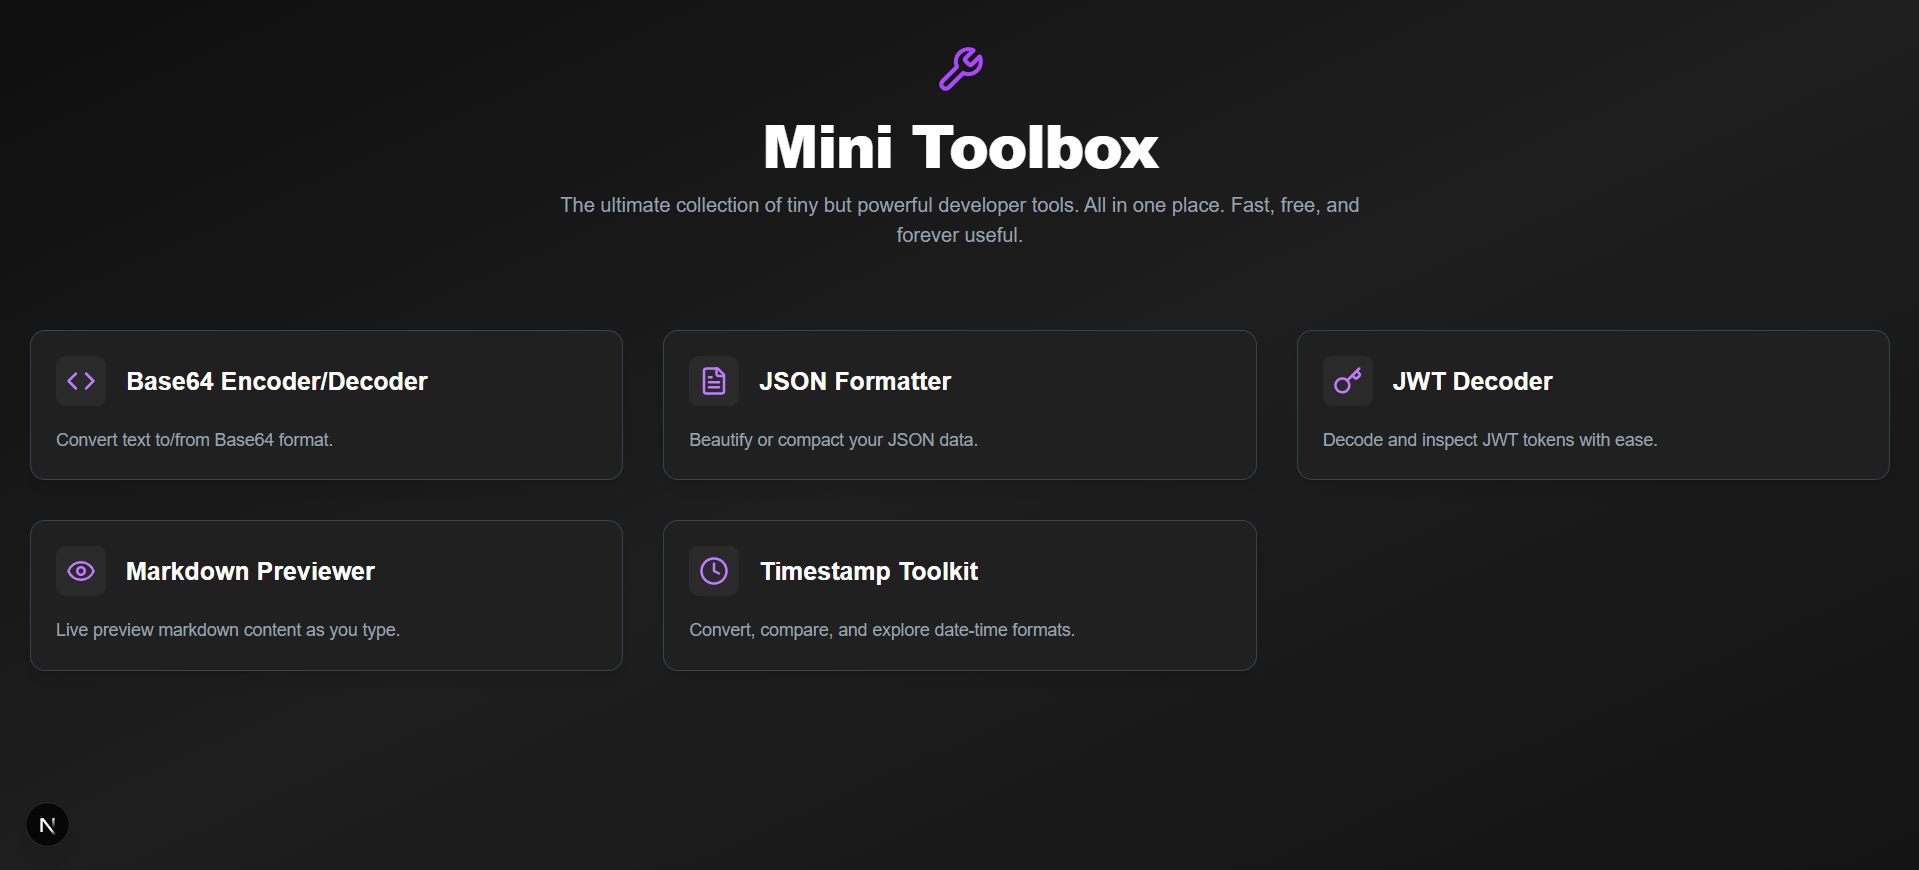 Mini Toolbox
The ultimate collection of tiny but powerful developer tools. All in one place. Fast, free, and
forever useful.
Base64 Encoder/Decoder
Convert text to/from Base64 format.
JSON Formatter
Beautify or compact your JSON data.
JWT Decoder
Decode and inspect JWT tokens with ease.
Markdown Previewer
Live preview markdown content as you type.
Timestamp Toolkit
Convert, compare, and explore date-time formats.
N